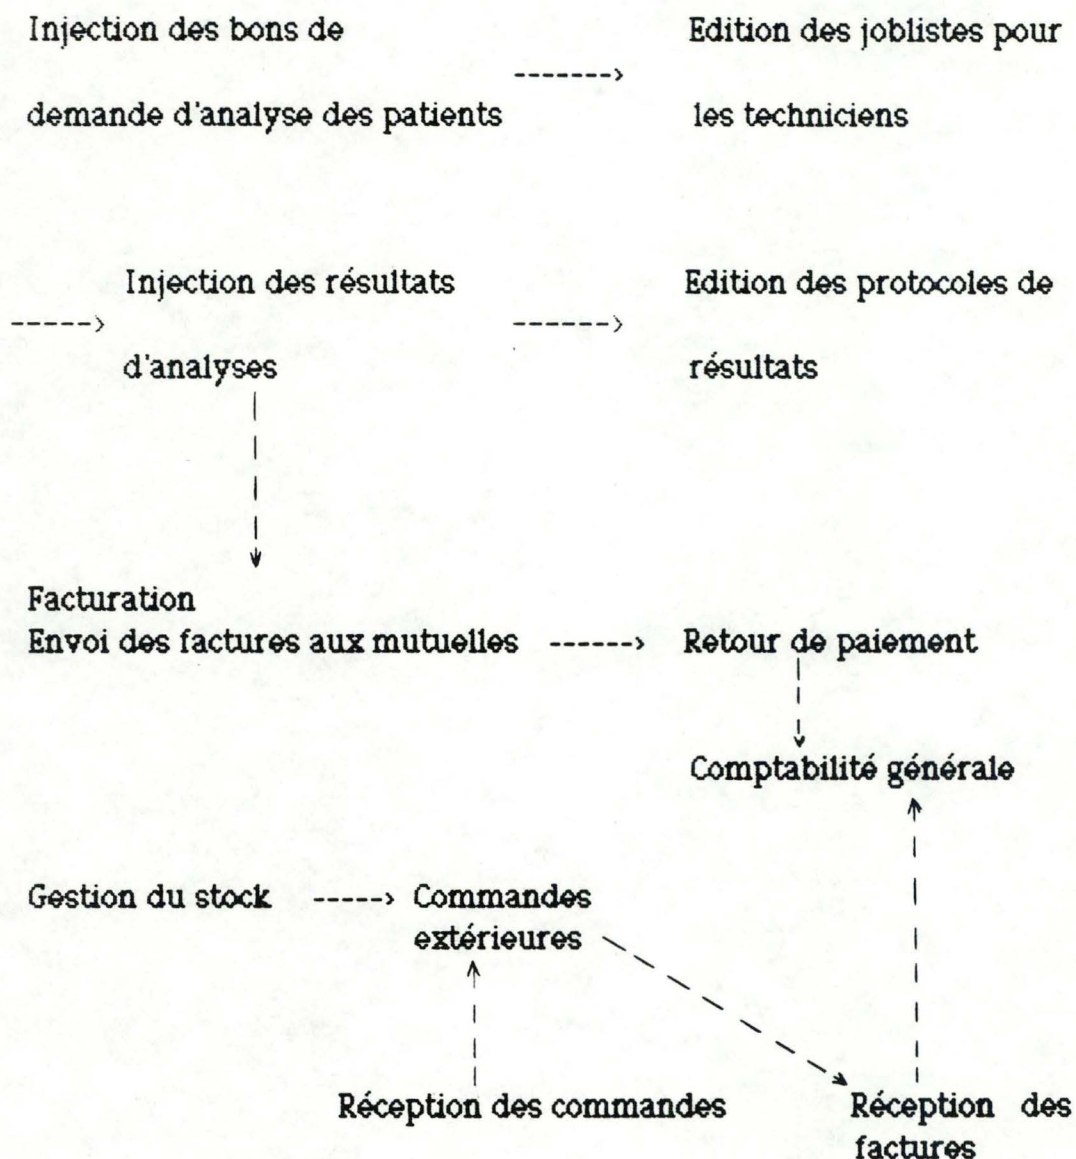 Injection des bons de
Edition des joblistes pour
------->
demande d'analyse des patients
les techniciens
Injection des résultats
Edition des protocoles de
----->
------>
d'analyses
résultats
Facturation
Envoi des factures aux mutuelles ------> Retour de paiement
Comptabilité générale
Gestion du stock -----> Commandes
extérieures
Réception des commandes
Réception des
factures